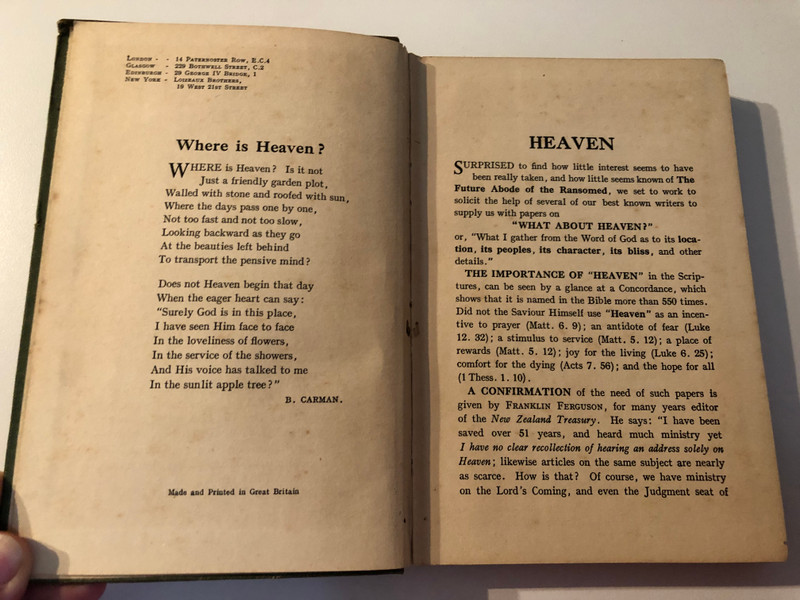 London - - 14 Paternoster Row, E.C.4
Glasgow - 229 Bothwell Street, C.2
Edinburgh - 29 George IV Bridge, 1
New York - Loizeaux Brothers,
19 West 21st Street
Where is Heaven?
WHERE is Heaven? Is it not
Just a friendly garden plot,
Walled with stone and roofed with sun,
Where the days pass one by one,
Not too fast and not too slow,
Looking backward as they go
At the beauties left behind
To transport the pensive mind?
Does not Heaven begin that day
When the eager heart can say:
"Surely God is in this place,
I have seen Him face to face
In the loveliness of flowers,
In the service of the showers,
And His voice has talked to me
In the sunlit apple tree?"
B. CARMAN.
Made and Printed in Great Britain
HEAVEN
SURPRISED to find how little interest seems to have
been really taken, and how little seems known of The
Future Abode of the Ransomed, we set to work to
solicit the help of several of our best known writers to
supply us with papers on
"WHAT ABOUT HEAVEN?"
or, "What I gather from the Word of God as to its loca-
tion, its peoples, its character, its bliss, and other
details."
THE IMPORTANCE OF "HEAVEN" in the Scrip-
tures, can be seen by a glance at a Concordance, which
shows that it is named in the Bible more than 550 times.
Did not the Saviour Himself use "Heaven" as an incen-
tive to prayer (Matt. 6. 9); an antidote of fear (Luke
12. 32); a stimulus to service (Matt. 5. 12); a place of
rewards (Matt. 5. 12); joy for the living (Luke 6. 25);
comfort for the dying (Acts 7. 56); and the hope for all
(1 Thess. 1. 10).
A CONFIRMATION of the need of such papers is
given by FRANKLIN FERGUSON, for many years editor
of the New Zealand Treasury. He says: "I have been
saved over 51 years, and heard much ministry yet
I have no clear recollection of hearing an address solely on
Heaven; likewise articles on the same subject are nearly
as scarce. How is that? Of course, we have ministry
on the Lord's Coming, and even the Judgment seat of